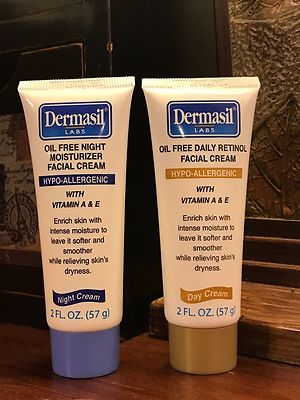 Dermasil
LABS
OIL FREE NIGHT
MOISTURIZER
FACIAL CREAM
HYPO-ALLERGENIC
WITH
VITAMIN A & E
Enrich skin with
intense moisture to
leave it softer and
smoother
while relieving skin's
dryness.
Night Cream
2 FL. OZ. (57 g)
Dermasil
LABS
OIL FREE DAILY RETINOL
FACIAL CREAM
HYPO-ALLERGENIC
WITH
VITAMIN A & E
Enrich skin with
intense moisture to
leave it softer and
smoother
while relieving skin's
dryness.
Day Cream
2 FL. OZ. (57 g)